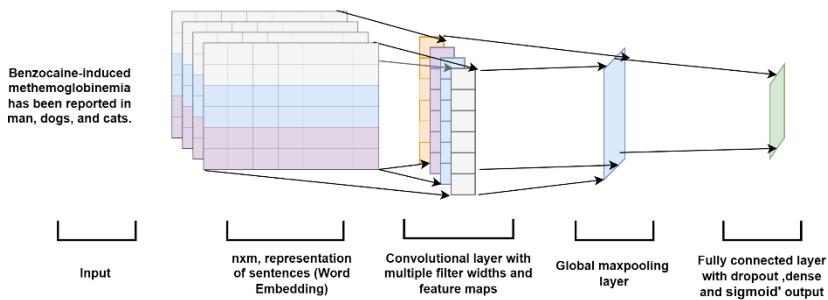 Benzocaine-induced
methemoglobinemia
has been reported in
man, dogs, and cats.
Input
nxm, representation
of sentences (Word
Embedding)
Convolutional layer with
multiple filter widths and
feature maps
Global maxpooling
layer
Fully connected layer
with dropout ,dense
and sigmoid' output